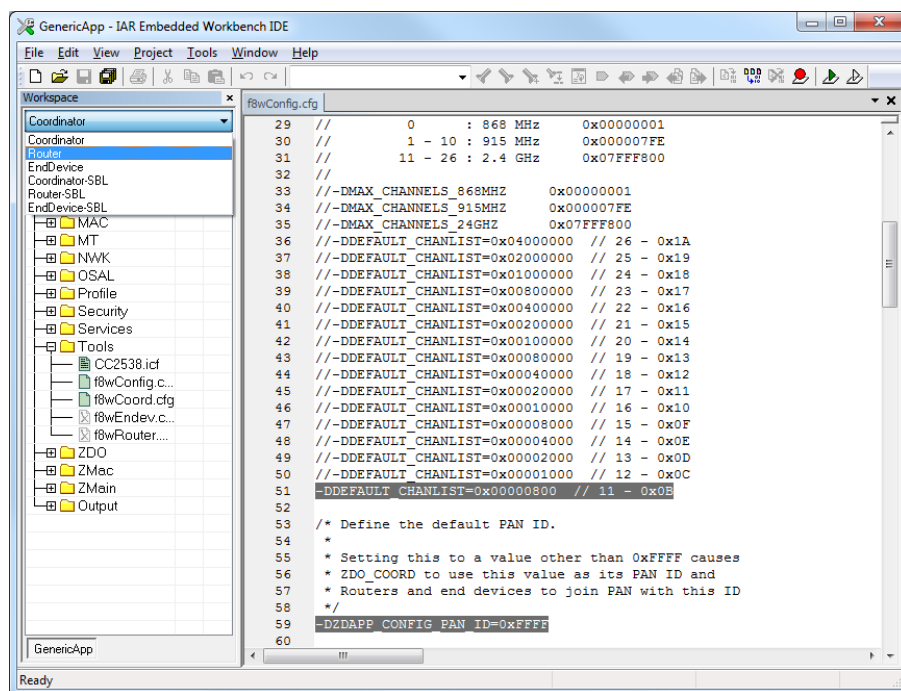 GenericApp - IAR Embedded Workbench IDE
File Edit View Project Tools Window Help
Workspace
Coordinator
Coordinator
Router
EndDevice
Coordinator-SBL
Router-SBL
EndDevice-SBL
MAC
MT
NWK
OSAL
Profile
Security
Services
Tools
CC2538.icf
f8wConfig.c...
f8wCoord.cfg
f8wEndev.c...
f8wRouter....
ZDO
ZMac
ZMain
Output
GenericApp
f8wConfig.cfg
29 // 0 : 868 MHz 0x00000001
30 // 1 - 10 : 915 MHz 0x000007FE
31 // 11 - 26 : 2.4 GHz 0x07FFF800
32 //
33 //-DMAX_CHANNELS_868MHZ 0x00000001
34 //-DMAX_CHANNELS_915MHZ 0x000007FE
35 //-DMAX_CHANNELS_24GHZ 0x07FFF800
36 //-DDEFAULT_CHANLIST=0x04000000 // 26 - 0x1A
37 //-DDEFAULT_CHANLIST=0x02000000 // 25 - 0x19
38 //-DDEFAULT_CHANLIST=0x01000000 // 24 - 0x18
39 //-DDEFAULT_CHANLIST=0x00800000 // 23 - 0x17
40 //-DDEFAULT_CHANLIST=0x00400000 // 22 - 0x16
41 //-DDEFAULT_CHANLIST=0x00200000 // 21 - 0x15
42 //-DDEFAULT_CHANLIST=0x00100000 // 20 - 0x14
43 //-DDEFAULT_CHANLIST=0x00080000 // 19 - 0x13
44 //-DDEFAULT_CHANLIST=0x00040000 // 18 - 0x12
45 //-DDEFAULT_CHANLIST=0x00020000 // 17 - 0x11
46 //-DDEFAULT_CHANLIST=0x00010000 // 16 - 0x10
47 //-DDEFAULT_CHANLIST=0x00008000 // 15 - 0x0F
48 //-DDEFAULT_CHANLIST=0x00004000 // 14 - 0x0E
49 //-DDEFAULT_CHANLIST=0x00002000 // 13 - 0x0D
50 //-DDEFAULT_CHANLIST=0x00001000 // 12 - 0x0C
51 -DDEFAULT_CHANLIST=0x00000800 // 11 - 0x0B
52
53 /* Define the default PAN ID.
54 *
55 * Setting this to a value other than 0xFFFF causes
56 * ZDO_COORD to use this value as its PAN ID and
57 * Routers and end devices to join PAN with this ID
58 */
59 -DZDAPP_CONFIG_PAN_ID=0xFFFF
60
Ready